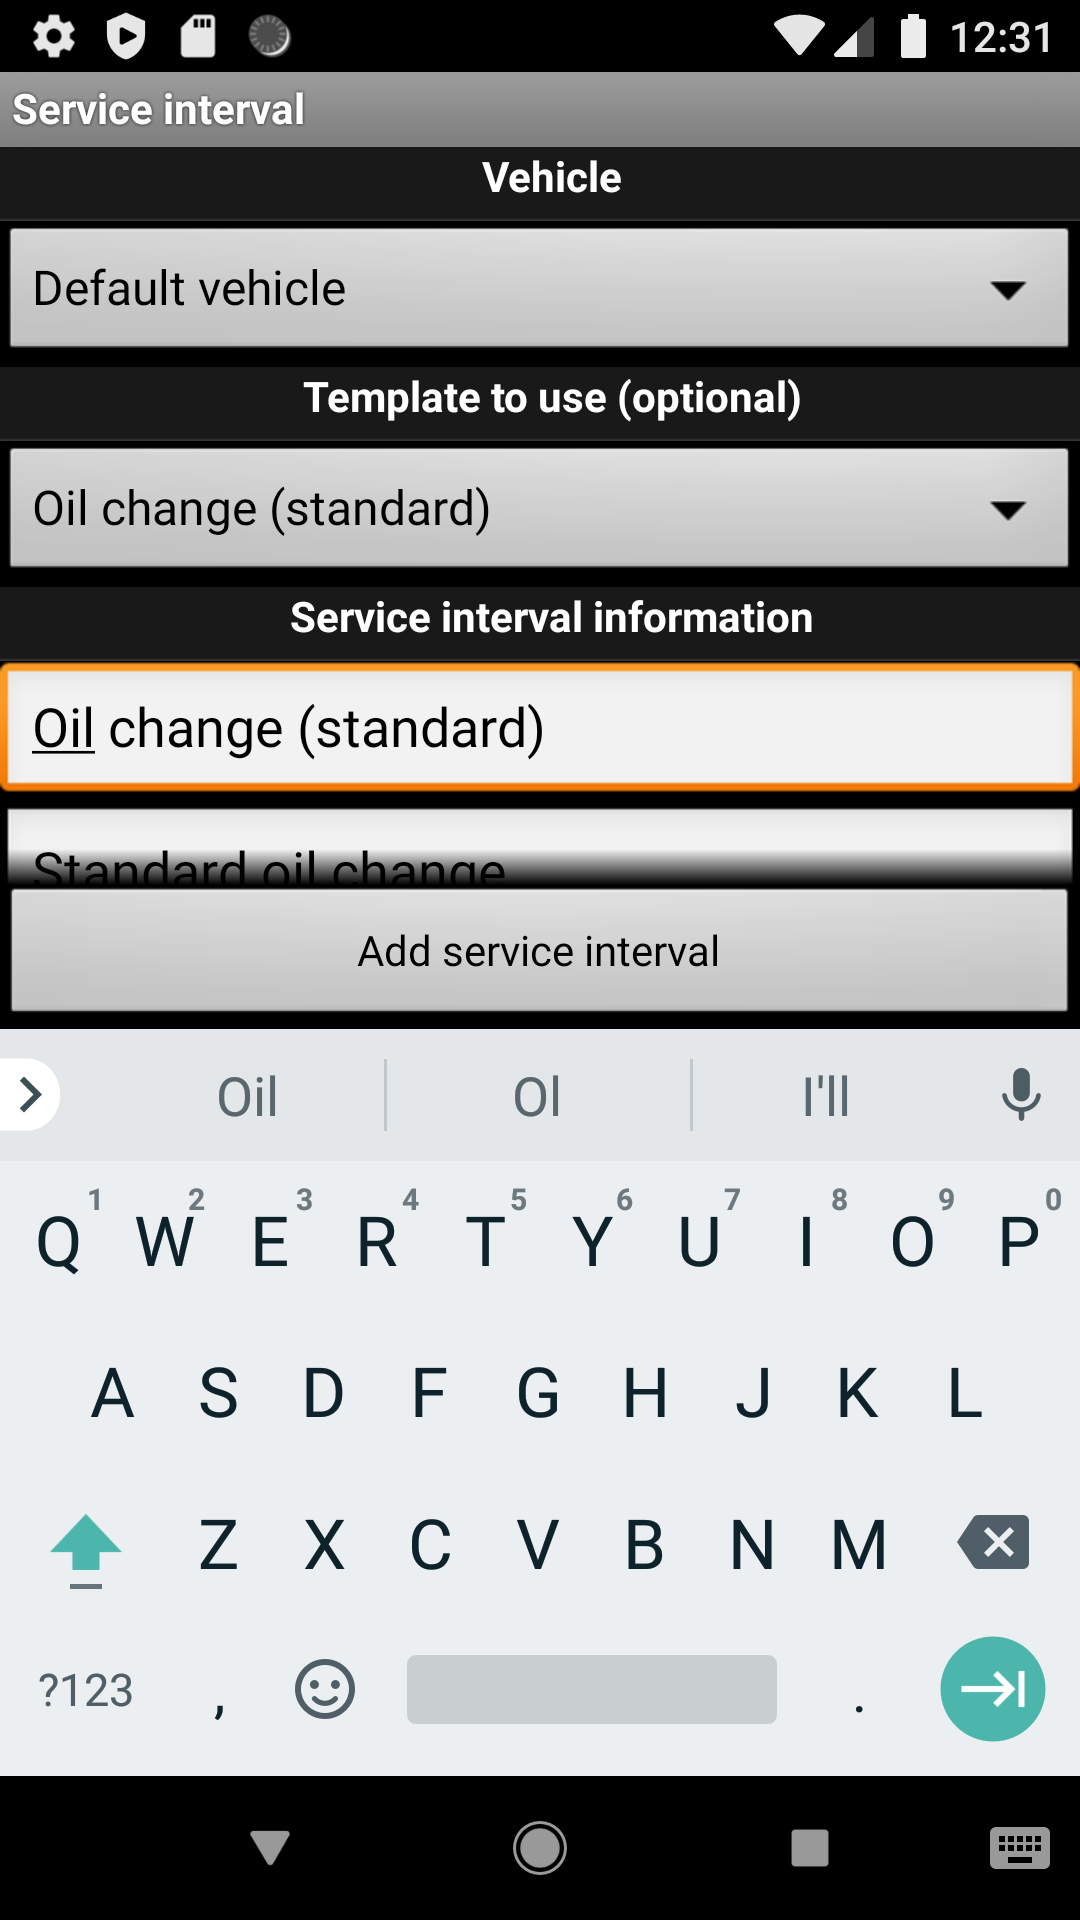 12:31
Service interval
Vehicle
Default vehicle
Template to use (optional)
Oil change (standard)
Service interval information
Oil change (standard)
Standard oil change
Add service interval
Oil Ol I'll
1 2 3 4 5 6 7 8 9 0
Q W E R T Y U I O P
A S D F G H J K L
Z X C V B N M
?123 , .